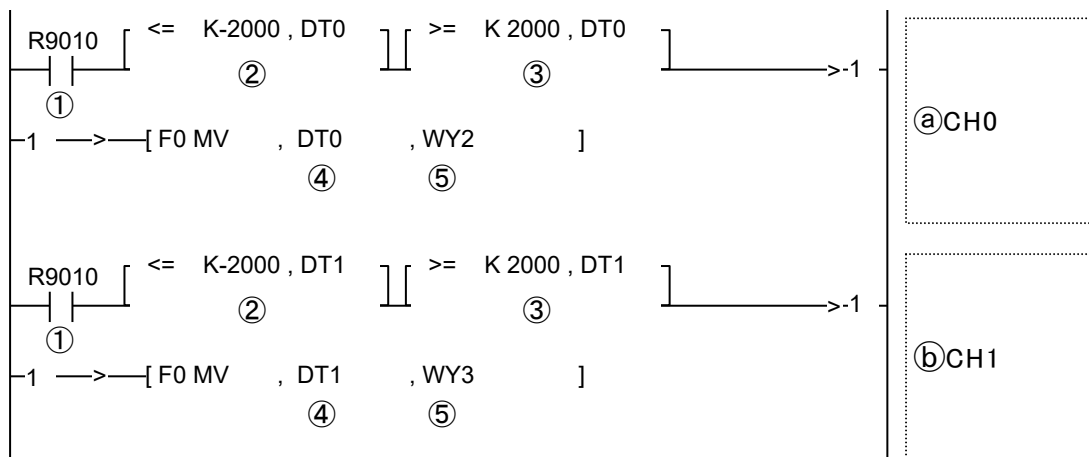 R9010 <= K-2000 , DT0 >= K 2000 , DT0 >-1
① ② ③
ⓐCH0
1 > [ F0 MV , DT0 , WY2 ]
④ ⑤
R9010 <= K-2000 , DT1 >= K 2000 , DT1 >-1
① ② ③
ⓑCH1
1 > [ F0 MV , DT1 , WY3 ]
④ ⑤